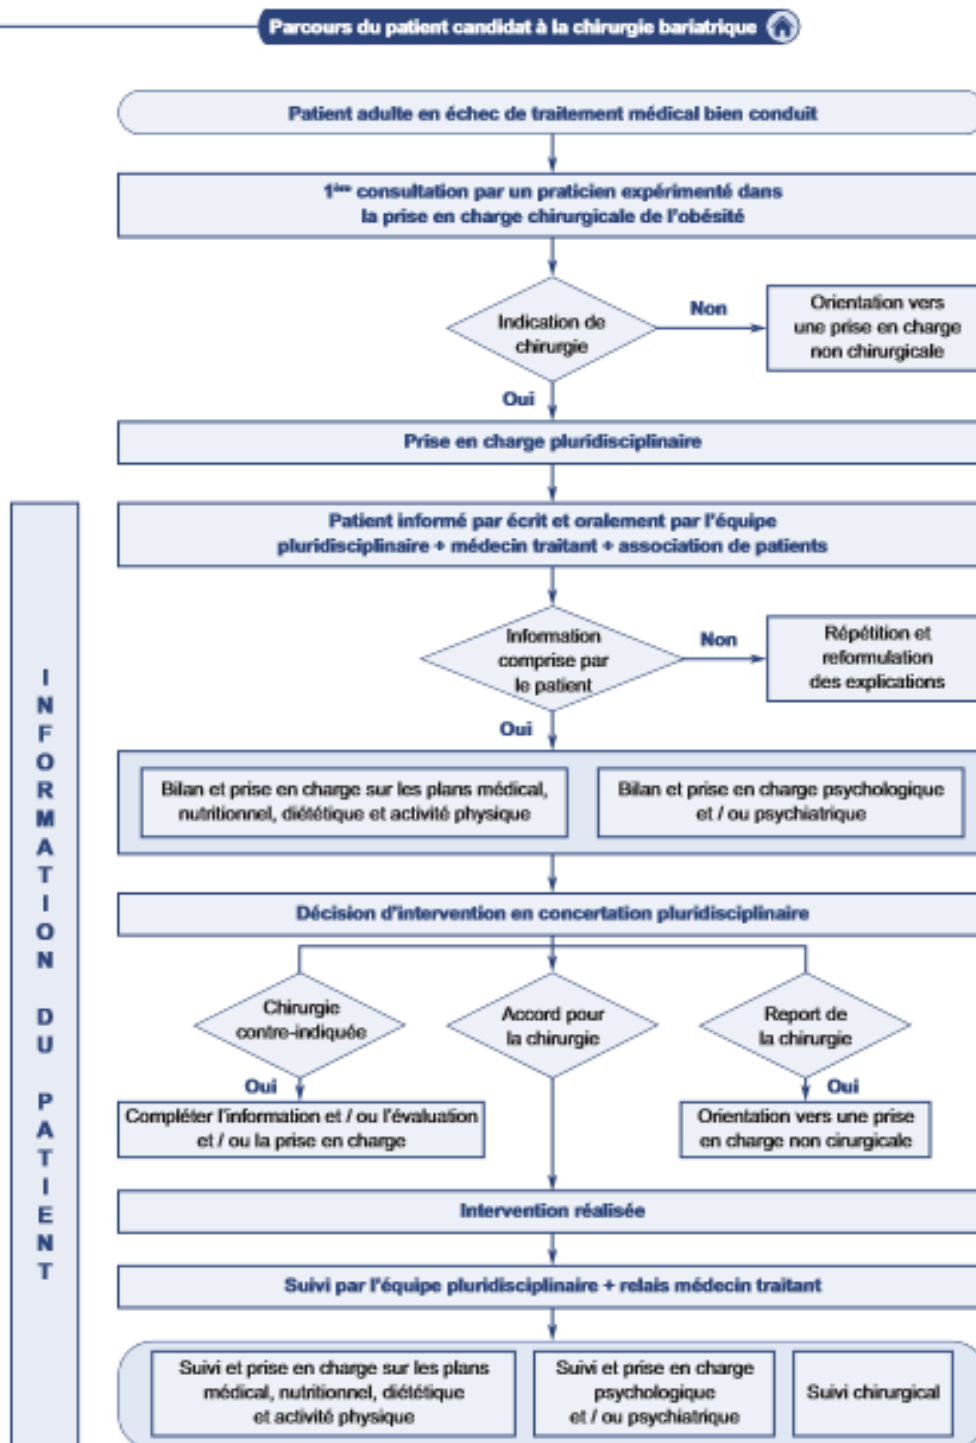 Parcours du patient candidat à la chirurgie bariatrique
Patient adulte en échec de traitement médical bien conduit
1ère consultation par un praticien expérimenté dans
la prise en charge chirurgicale de l'obésité
Indication de
chirurgie
Non
Orientation vers
une prise en charge
non chirurgicale
Oui
Prise en charge pluridisciplinaire
Patient informé par écrit et oralement par l'équipe
pluridisciplinaire + médecin traitant + association de patients
Information
comprise par
le patient
Non
Répétition et
reformulation
des explications
Oui
Bilan et prise en charge sur les plans médical,
nutritionnel, diététique et activité physique
Bilan et prise en charge psychologique
et / ou psychiatrique
Décision d'intervention en concertation pluridisciplinaire
Chirurgie
contre-indiquée
Accord pour
la chirurgie
Report de
la chirurgie
Oui
Oui
Compléter l'information et / ou l'évaluation
et / ou la prise en charge
Orientation vers une prise
en charge non cirurgicale
Intervention réalisée
Suivi par l'équipe pluridisciplinaire + relais médecin traitant
Suivi et prise en charge sur les plans
médical, nutritionnel, diététique
et activité physique
Suivi et prise en charge
psychologique
et / ou psychiatrique
Suivi chirurgical
INFORMATION DU PATIENT